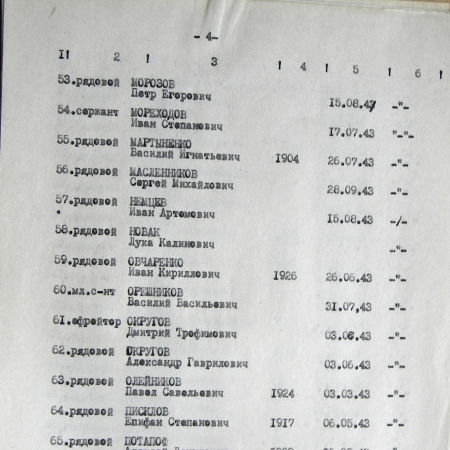 - 4-
I! 2 ! 3 ! 4 ! 5 ! 6 !
53.рядовой МОРОЗОВ
Петр Егорович 15.08.43 -"-
54.сержант МОРЕХОДОВ
Иван Степанович 17.07.43 "-"-
55.рядовой МАРТЫНЕНКО
Василий Игнатьевич 1904 26.07.43 -"-
56.рядовой МАСЛЕННИКОВ
Сергей Михайлович 28.09.43 -"-
57.рядовой НЕМЦЕВ
Иван Артемович 15.08.43 -/-
58.рядовой НОВАК
Лука Калинович -"-
59.рядовой ОВЧАРЕНКО
Иван Кириллович 1926 26.06.43 -"-
60.мл.с-нт ОРЕШНИКОВ
Василий Васильевич 31.07.43 -"-
61.ефрейтор ОКРУГОВ
Дмитрий Трофимович 03.06.43 -"-
62.рядовой ОКРУГОВ
Александр Гаврилович 03.06.43 -"-
63.рядовой ОЛЕЙНИКОВ
Павел Савельевич 1924 03.03.43 -"-
64.рядовой ПИСКЛОВ
Епифан Степанович 1917 06.05.43 -"-
65.рядовой ПОТАПОФ